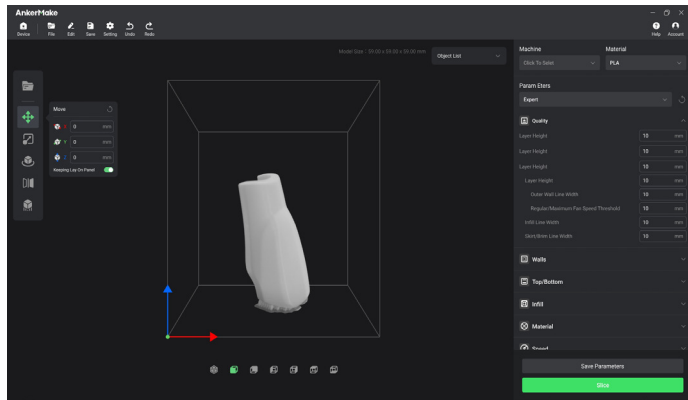 AnkerMake
Device File Edit Save Setting Undo Redo Help Account
Model Size : 59.00 x 59.00 x 59.00 mm
Object List
Machine Material
Click To Selet PLA
Param Eters
Expert
Quality
Layer Height 10 mm
Layer Height 10 mm
Layer Height 10 mm
Layer Height 10 mm
Outer Wall Line Width 10 mm
Regular/Maximum Fan Speed Threshold 10 mm
Infill Line Width 10 mm
Skirt/Brim Line Width 10 mm
Walls
Top/Bottom
Infill
Material
Speed
Save Parameters
Slice
Move
X 0 mm
Y 0 mm
Z 0 mm
Keeping Lay On Panel